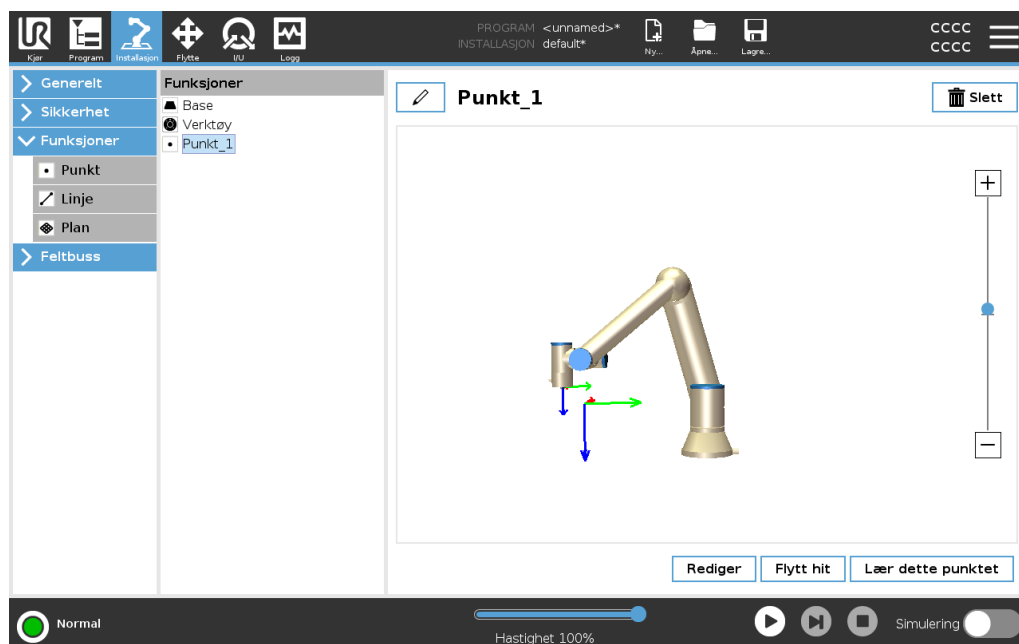 PROGRAM <unnamed>*
INSTALLASJON default*
UR
Kjør
Program
Installasjon
Flytte
I/U
Logg
Ny...
Åpne...
Lagre...
CCCC
CCCC
Generelt
Sikkerhet
Funksjoner
Punkt
Linje
Plan
Feltbuss
Funksjoner
Base
Verktøy
Punkt_1
Punkt_1
Slett
Rediger
Flytt hit
Lær dette punktet
Normal
Hastighet 100%
Simulering